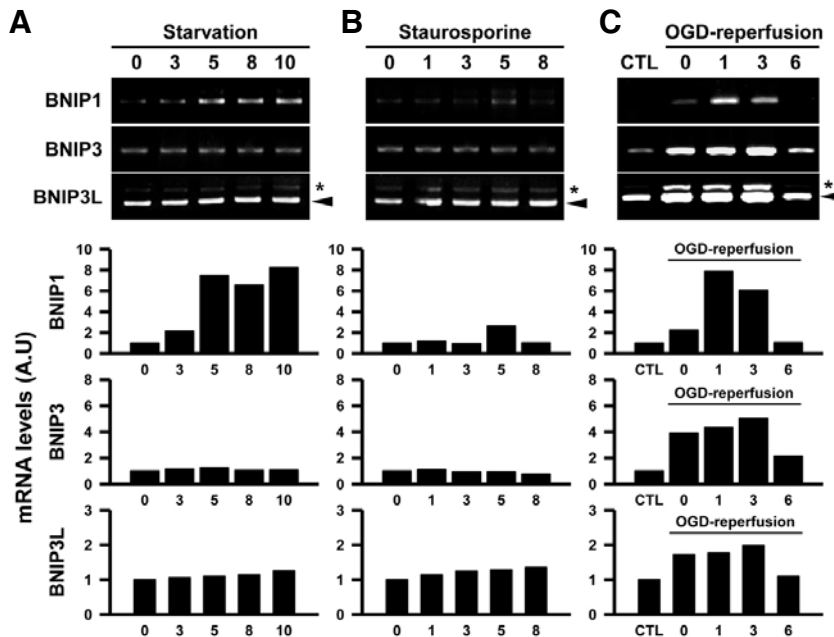 A B C
Starvation Staurosporine OGD-reperfusion
0 3 5 8 10 0 1 3 5 8 CTL 0 1 3 6
BNIP1
BNIP3
BNIP3L * * *
mRNA levels (A.U)
BNIP1
10 10 10 OGD-reperfusion
8 8 8
6 6 6
4 4 4
2 2 2
0 0 0
0 3 5 8 10 0 1 3 5 8 CTL 0 1 3 6
BNIP3
8 8 8 OGD-reperfusion
6 6 6
4 4 4
2 2 2
0 0 0
0 3 5 8 10 0 1 3 5 8 CTL 0 1 3 6
BNIP3L
3 3 3 OGD-reperfusion
2 2 2
1 1 1
0 0 0
0 3 5 8 10 0 1 3 5 8 CTL 0 1 3 6